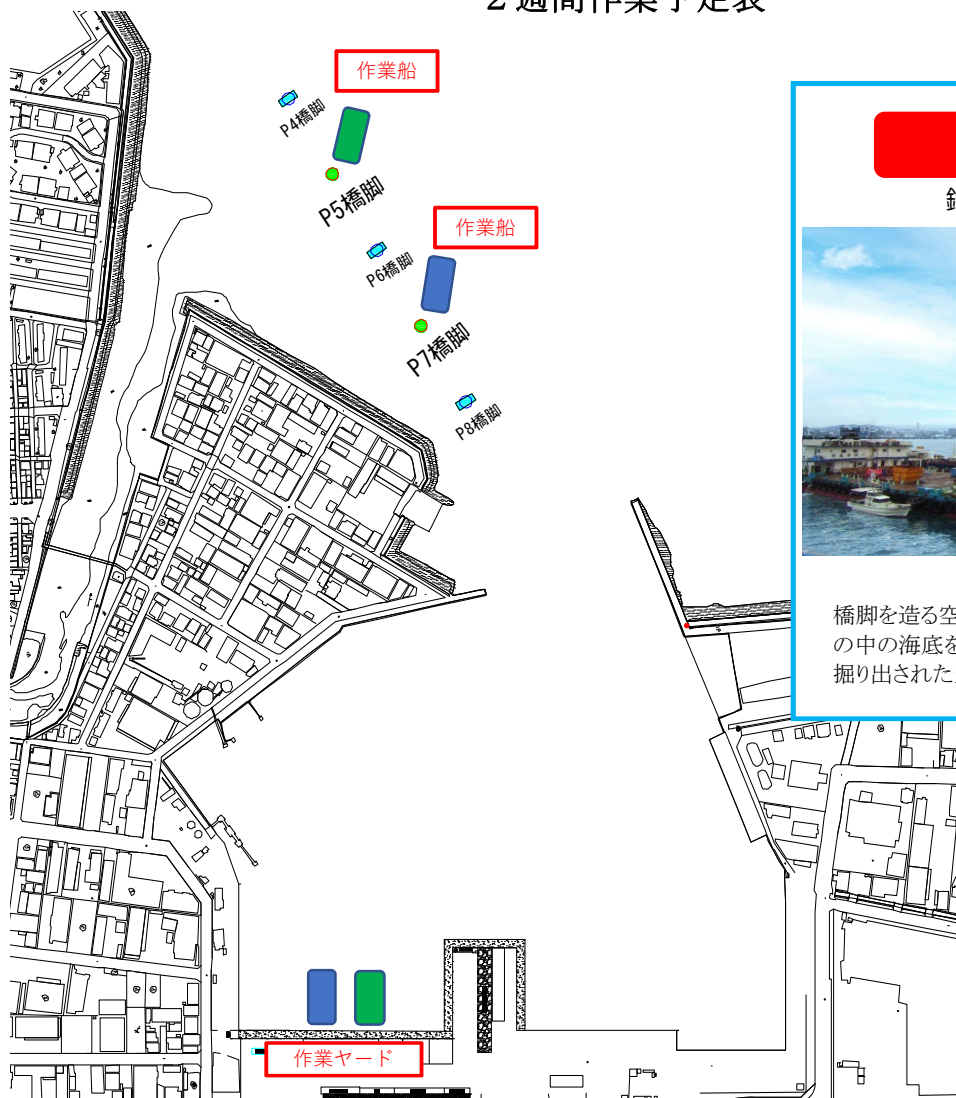 2週間作業予定表
作業船
P4橋脚
P5橋脚
作業船
P6橋脚
P7橋脚
P8橋脚
橋脚を造る空
の中の海底を
掘り出された
作業ヤード